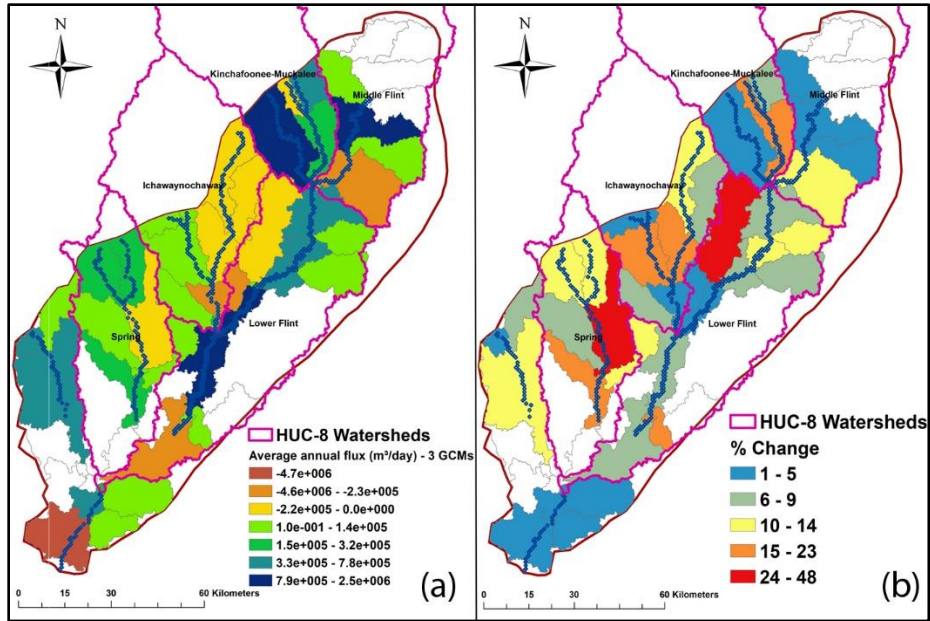 N
Kinchafoonee-Muckalee
Middle Flint
Ichawaynochaway
Lower Flint
Spring
HUC-8 Watersheds
Average annual flux (m³/day) - 3 GCMs
-4.7e+006
-4.6e+006 - -2.3e+005
-2.2e+005 - 0.0e+000
1.0e-001 - 1.4e+005
1.5e+005 - 3.2e+005
3.3e+005 - 7.8e+005
7.9e+005 - 2.5e+006
0 15 30 60 Kilometers
(a)
N
Kinchafoonee-Muckalee
Middle Flint
Ichawaynochaway
Lower Flint
Spring
HUC-8 Watersheds
% Change
1 - 5
6 - 9
10 - 14
15 - 23
24 - 48
0 15 30 60 Kilometers
(b)